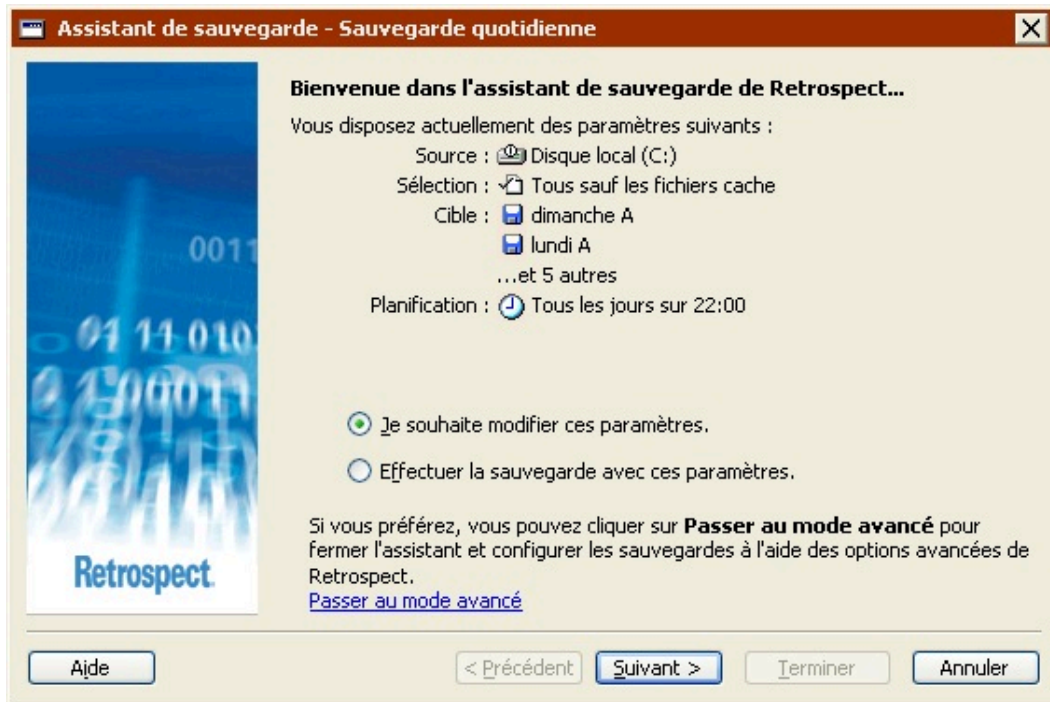 Assistant de sauvegarde - Sauvegarde quotidienne
Bienvenue dans l'assistant de sauvegarde de Retrospect...
Vous disposez actuellement des paramètres suivants :
Source : Disque local (C:)
Sélection : Tous sauf les fichiers cache
Cible : dimanche A
lundi A
...et 5 autres
Planification : Tous les jours sur 22:00
0011
01 11 010
Je souhaite modifier ces paramètres.
Effectuer la sauvegarde avec ces paramètres.
Si vous préférez, vous pouvez cliquer sur Passer au mode avancé pour
fermer l'assistant et configurer les sauvegardes à l'aide des options avancées de
Retrospect.
Passer au mode avancé
Retrospect
Aide
< Précédent
Suivant >
Terminer
Annuler